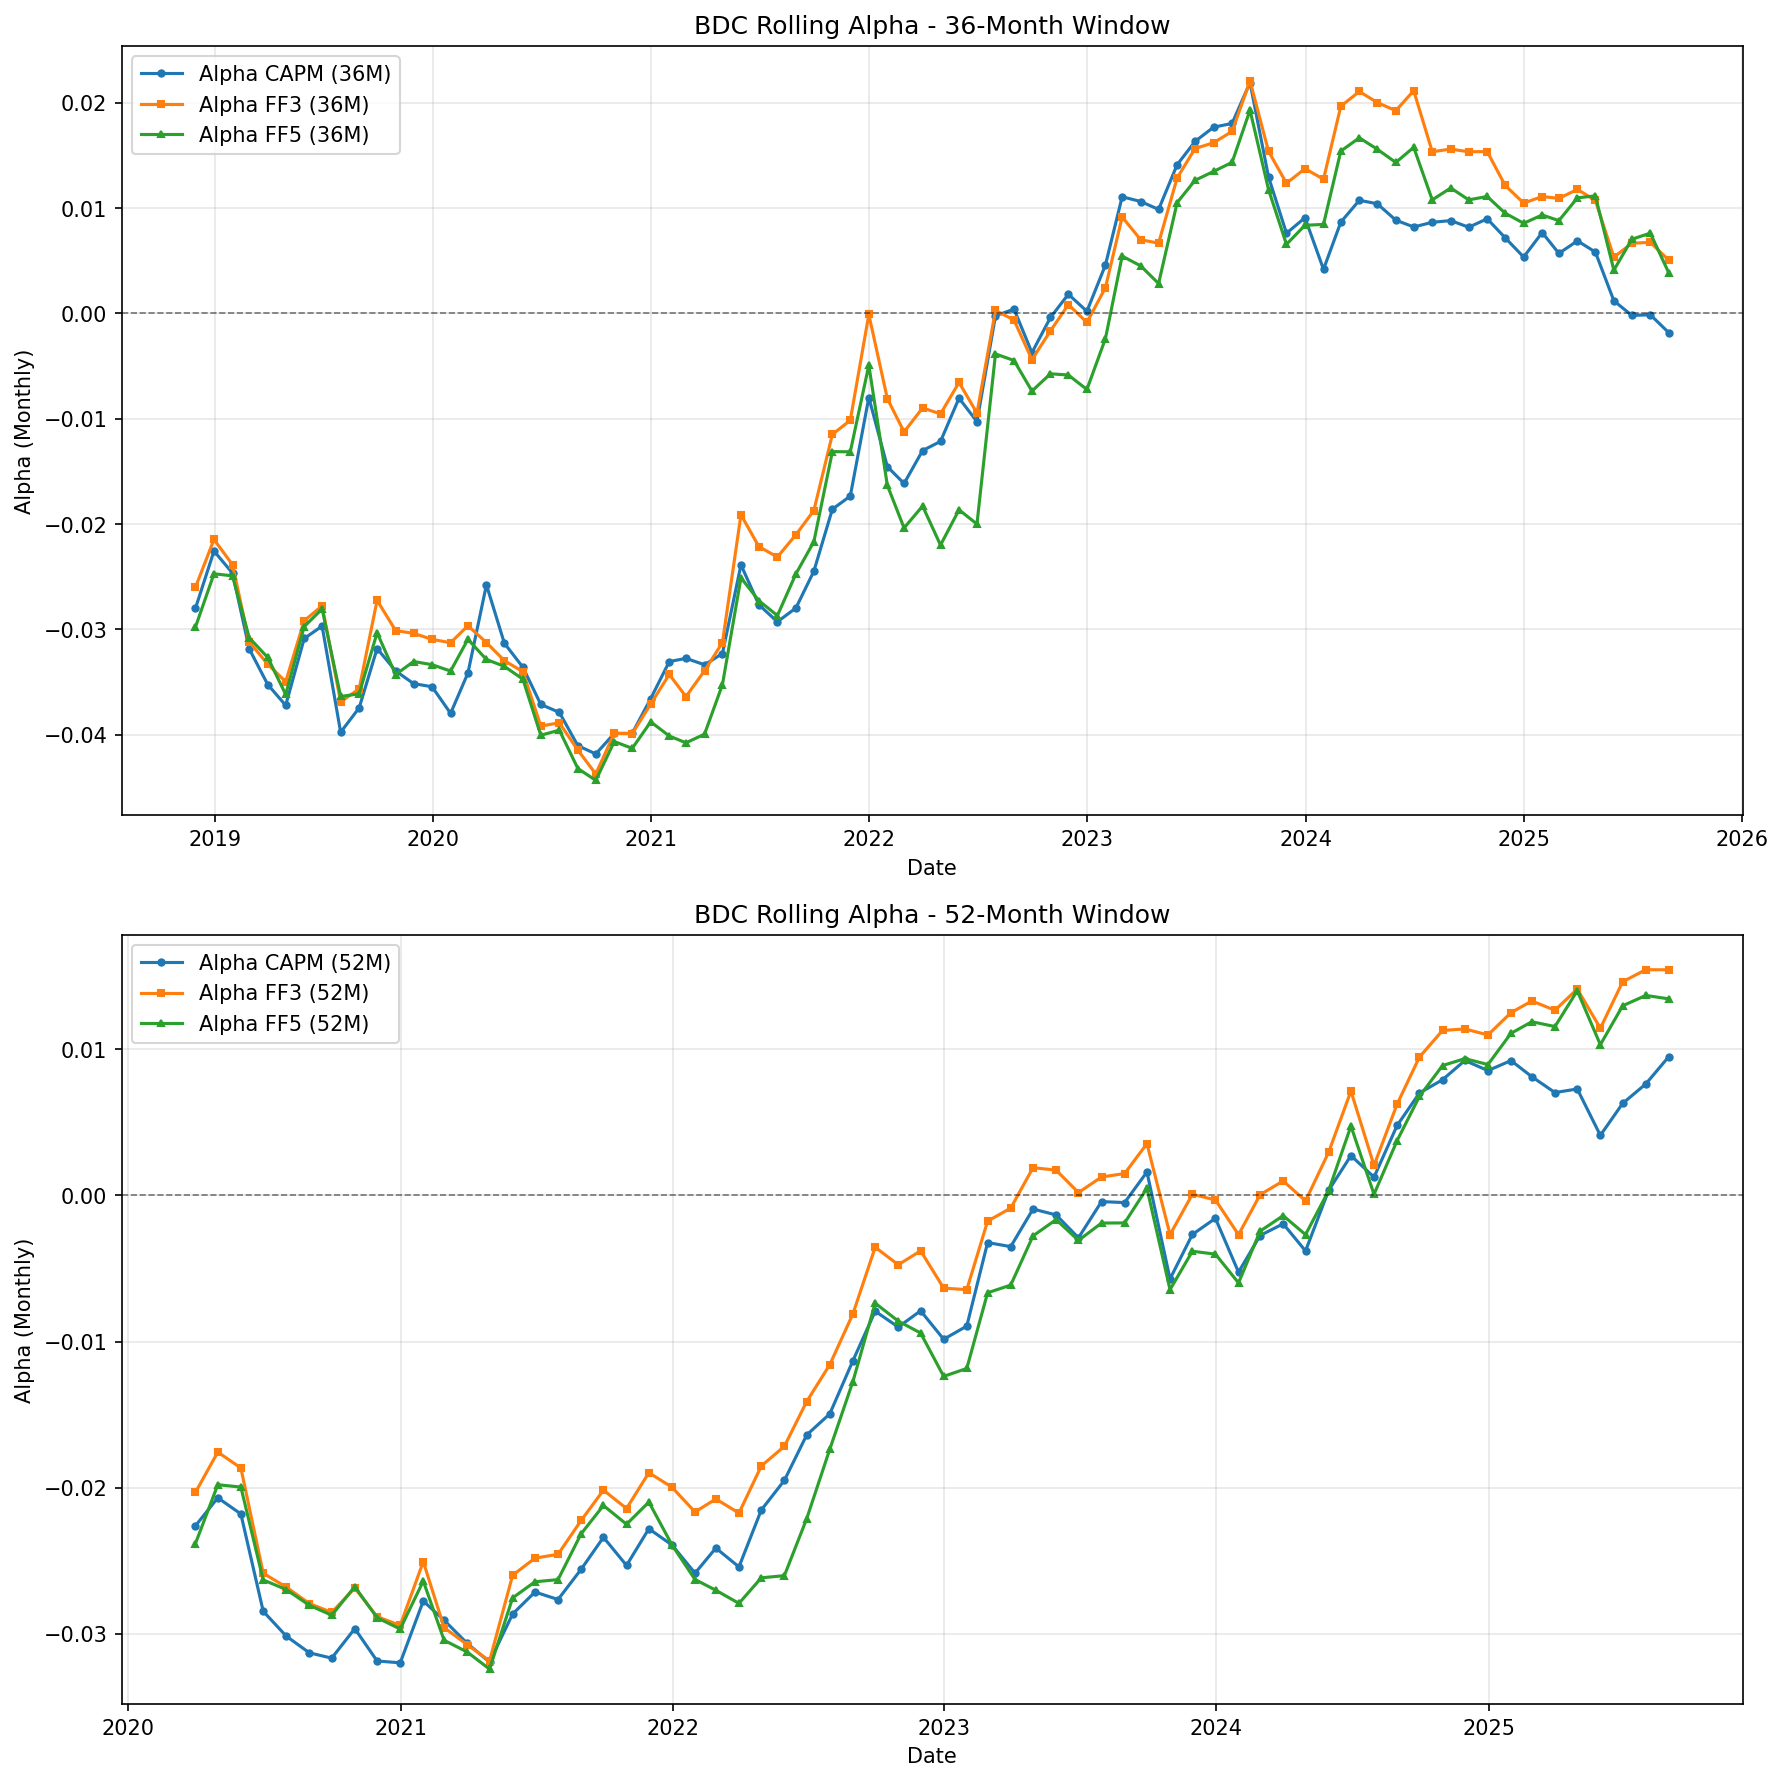 BDC Rolling Alpha - 36-Month Window
Alpha CAPM (36M)
Alpha FF3 (36M)
Alpha FF5 (36M)
0.02
0.01
0.00
−0.01
−0.02
−0.03
−0.04
Alpha (Monthly)
2019 2020 2021 2022 2023 2024 2025 2026
Date
BDC Rolling Alpha - 52-Month Window
Alpha CAPM (52M)
Alpha FF3 (52M)
Alpha FF5 (52M)
0.01
0.00
−0.01
−0.02
−0.03
Alpha (Monthly)
2020 2021 2022 2023 2024 2025
Date